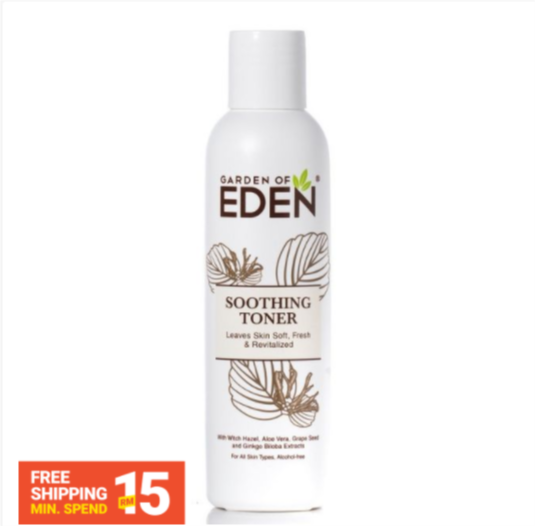 GARDEN OF
EDEN ®
SOOTHING
TONER
Leaves Skin Soft, Fresh
& Revitalized
With Witch Hazel, Aloe Vera, Grape Seed
and Ginkgo Biloba Extracts
For All Skin Types, Alcohol-free
FREE
SHIPPING
MIN. SPEND RM 15